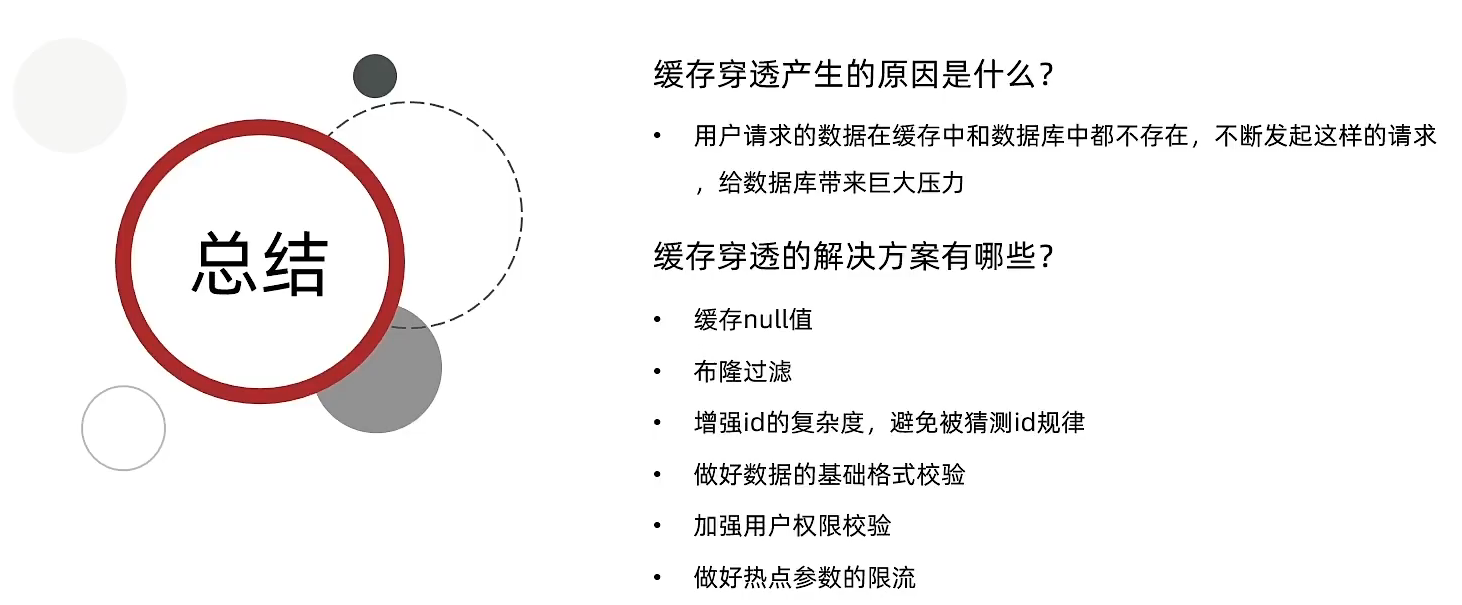 总结
缓存穿透产生的原因是什么？
• 用户请求的数据在缓存中和数据库中都不存在，不断发起这样的请求
，给数据库带来巨大压力
缓存穿透的解决方案有哪些？
• 缓存null值
• 布隆过滤
• 增强id的复杂度，避免被猜测id规律
• 做好数据的基础格式校验
• 加强用户权限校验
• 做好热点参数的限流